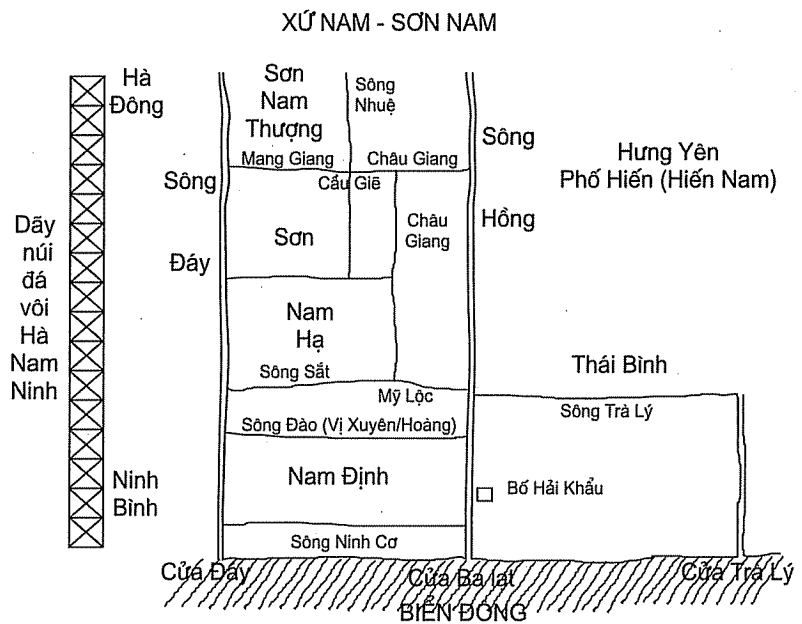 XỨ NAM - SƠN NAM
Hà
Đông
Sơn
Nam
Thượng
Sông
Nhuệ
Sông
Hồng
Hưng Yên
Phố Hiến (Hiến Nam)
Mang Giang
Châu Giang
Cầu Giẽ
Sông
Đáy
Châu
Giang
Sơn
Dãy
núi
đá
vôi
Hà
Nam
Ninh
Nam
Hạ
Sông Sắt
Thái Bình
Mỹ Lộc
Sông Trà Lý
Sông Đào (Vị Xuyên/Hoàng)
Ninh
Bình
Nam Định
Bố Hải Khẩu
Sông Ninh Cơ
Cửa Đáy
Cửa Ba lat
Cửa Trà Lý
BIỂN ĐÔNG